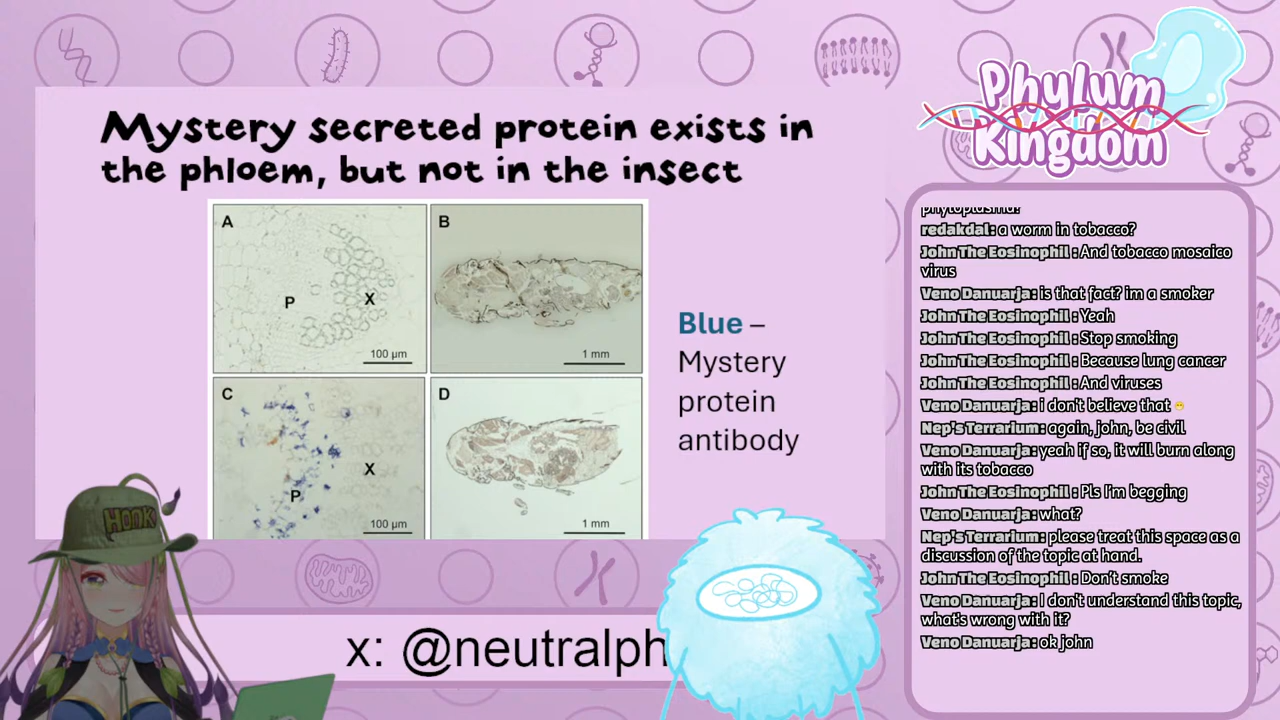 Mystery secreted protein exists in
the phloem, but not in the insect
A
P
X
100 µm
B
1 mm
C
P
X
100 µm
D
1 mm
Blue –
Mystery
protein
antibody
Honk
x: @neutralph
Phylum
Kingdom
phytoplasma?
redakdal: a worm in tobacco?
John The Eosinophil : And tobacco mosaico
virus
Veno Danuarja: is that fact? im a smoker
John The Eosinophil : Yeah
John The Eosinophil : Stop smoking
John The Eosinophil : Because lung cancer
John The Eosinophil : And viruses
Veno Danuarja: i don't believe that 😁
Nep's Terrarium: again, john, be civil
Veno Danuarja: yeah if so, it will burn along
with its tobacco
John The Eosinophil : Pls I'm begging
Veno Danuarja: what?
Nep's Terrarium: please treat this space as a
discussion of the topic at hand.
John The Eosinophil : Don't smoke
Veno Danuarja: I don't understand this topic,
what's wrong with it?
Veno Danuarja: ok john